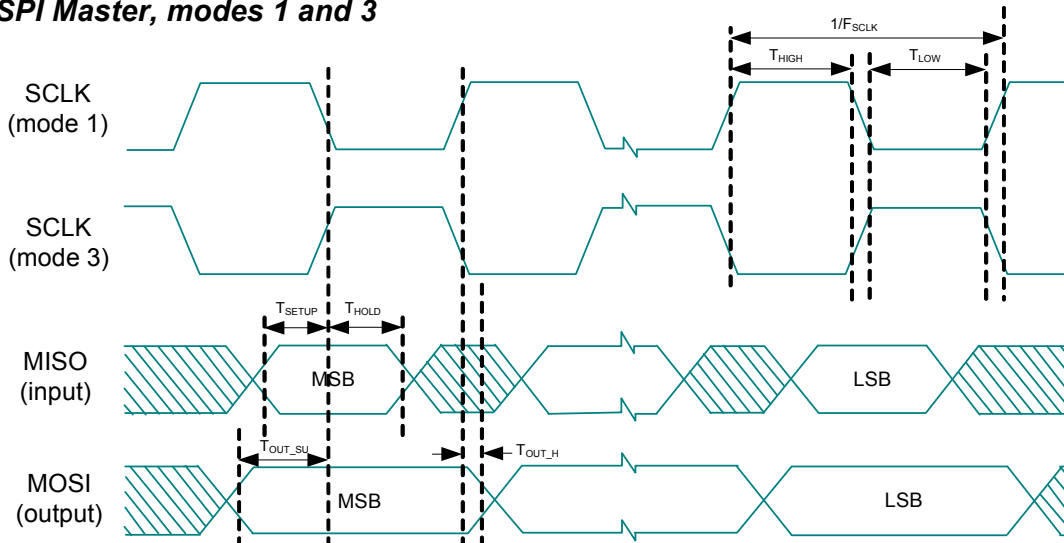 SPI Master, modes 1 and 3
1/FSCLK
THIGH
TLOW
SCLK
(mode 1)
SCLK
(mode 3)
TSETUP
THOLD
MISO
(input)
MSB
LSB
TOUT_SU
TOUT_H
MOSI
(output)
MSB
LSB